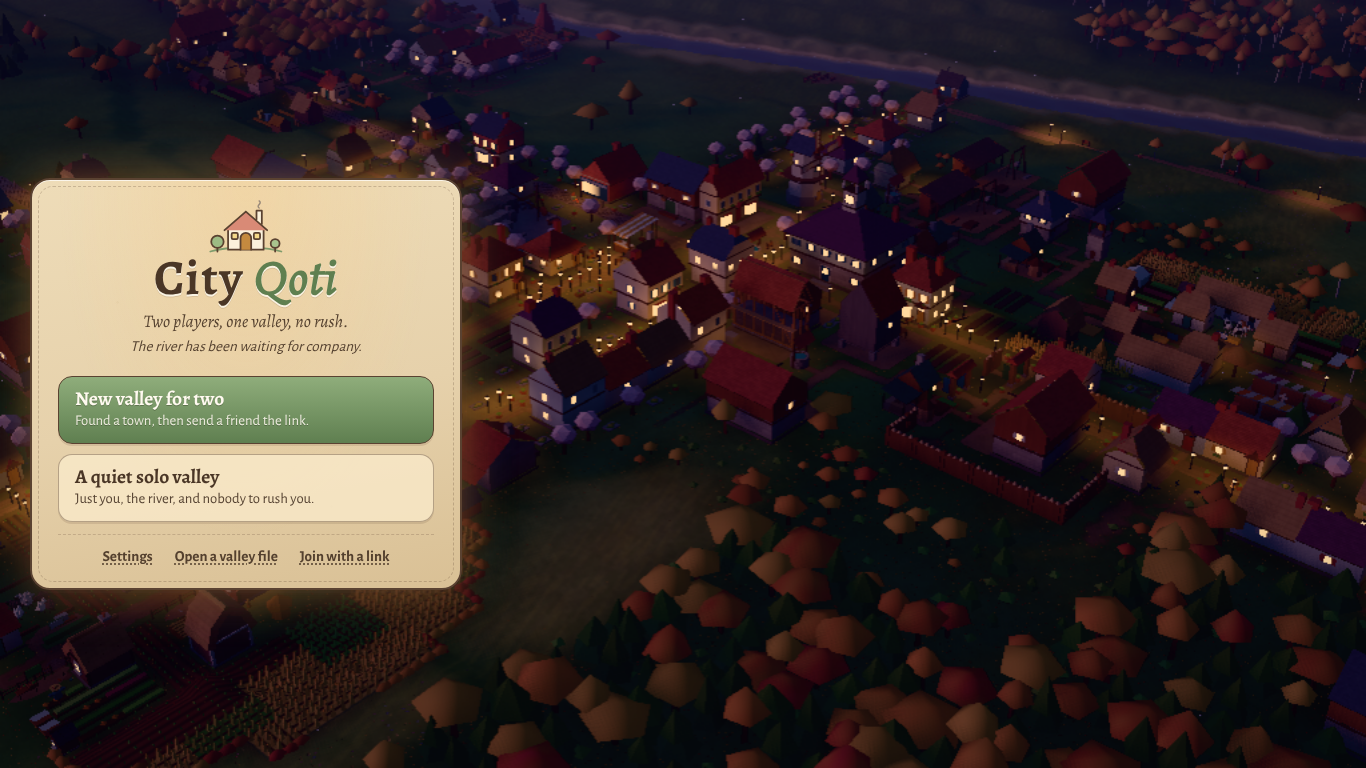 City Qoti
Two players, one valley, no rush.
The river has been waiting for company.
New valley for two
Found a town, then send a friend the link.
A quiet solo valley
Just you, the river, and nobody to rush you.
Settings Open a valley file Join with a link